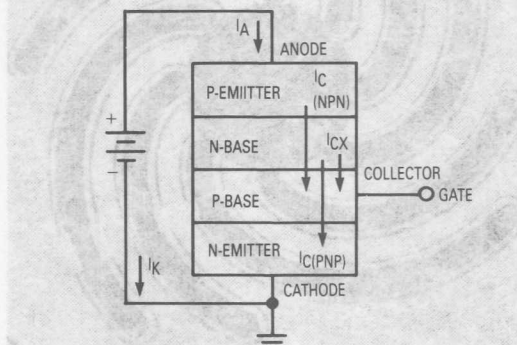 IA
ANODE
P-EMIITTER
IC
(NPN)
+
N-BASE
ICX
−
COLLECTOR
P-BASE
GATE
N-EMITTER
IC(PNP)
IK
CATHODE